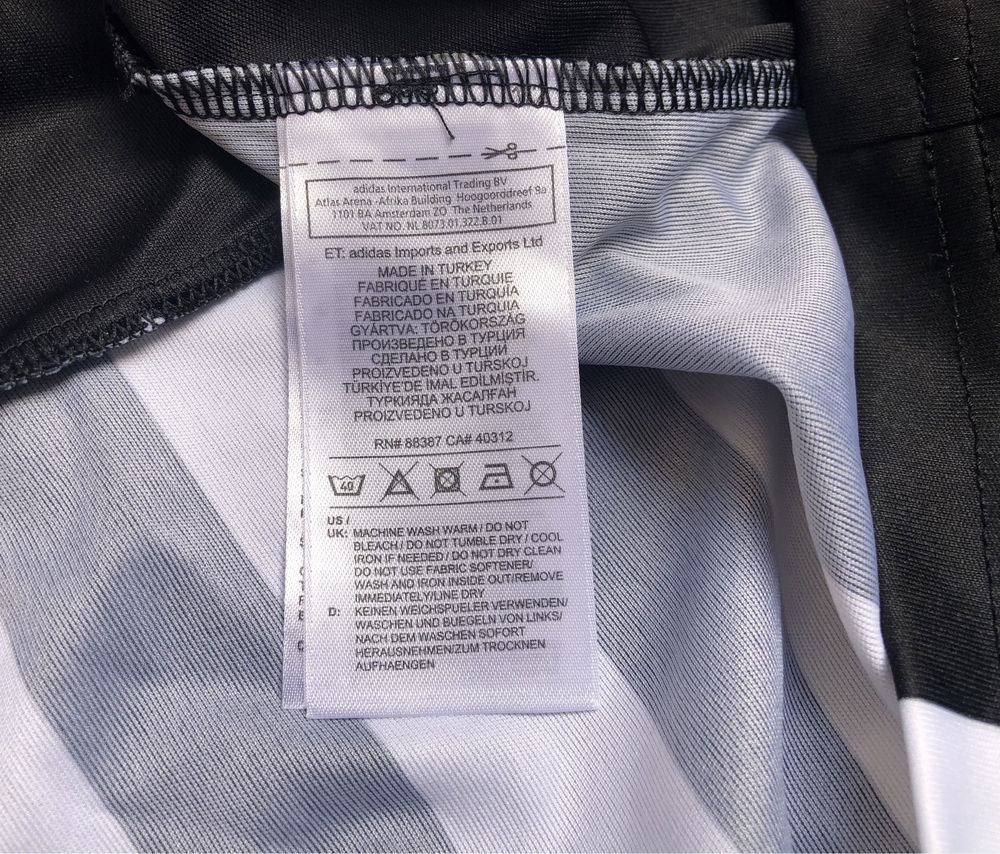 adidas International Trading BV
Atlas Arena -Afrika Building Hoogoorddreef 9a
1101 BA Amsterdam ZO The Netherlands
VAT NO. NL 8073.01.322.B.01
ET: adidas Imports and Exports Ltd
MADE IN TURKEY
FABRIQUÉ EN TURQUIE
FABRICADO EN TURQUÍA
FABRICADO NA TURQUIA
GYÁRTVA: TÖRÖKORSZÁG
ПРОИЗВЕДЕНО В ТУРЦИЯ
СДЕЛАНО В ТУРЦИИ
PROIZVEDENO U TURSKOJ
TÜRKİYE'DE İMAL EDİLMİŞTİR.
ТУРКИЯДА ЖАСАЛҒАН
PROIZVEDENO U TURSKOJ
RN# 88387 CA# 40312
40
US /
UK: MACHINE WASH WARM / DO NOT
BLEACH / DO NOT TUMBLE DRY / COOL
IRON IF NEEDED / DO NOT DRY CLEAN
DO NOT USE FABRIC SOFTENER/
WASH AND IRON INSIDE OUT/REMOVE
IMMEDIATELY/LINE DRY
D: KEINEN WEICHSPUELER VERWENDEN/
WASCHEN UND BUEGELN VON LINKS/
NACH DEM WASCHEN SOFORT
HERAUSNEHMEN/ZUM TROCKNEN
AUFHAENGEN